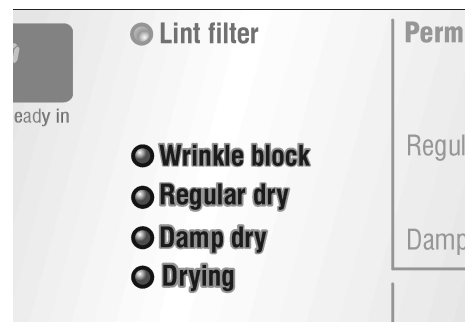 Lint filter
Perm
eady in
Wrinkle block
Regul
Regular dry
Damp dry
Damp
Drying